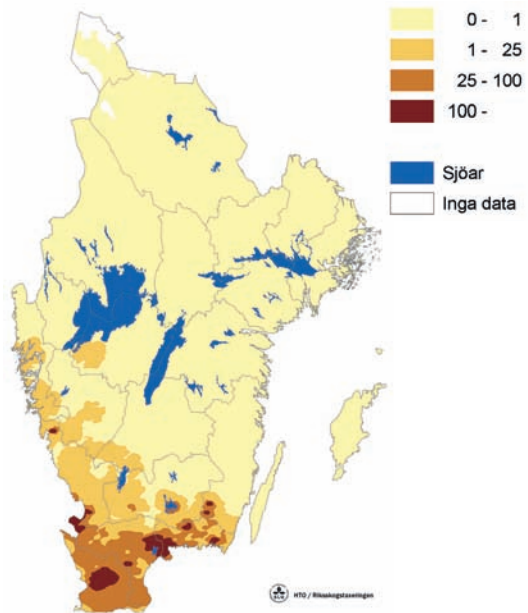 0 - 1
1 - 25
25 - 100
100 -
Sjöar
Inga data
HTO / Riksskogstaxeringen